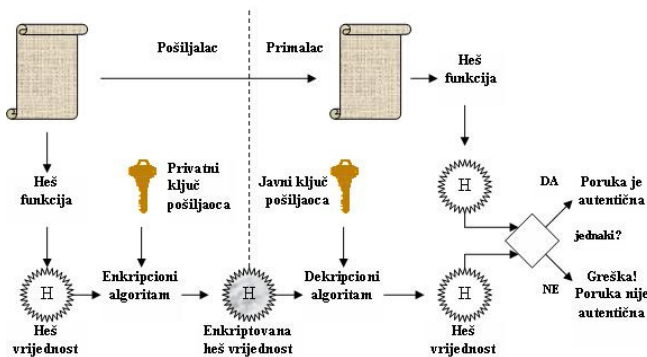 Pošiljalac
Primalac
Heš
funkcija
Heš
funkcija
Privatni
ključ
pošiljaoca
Javni ključ
pošiljaoca
H
DA
Poruka je
autentična
jednaki?
NE
Greška!
Poruka nije
autentična
H
Enkripcioni
algoritam
H
Dekripcioni
algoritam
H
Heš
vrijednost
Enkriptovana
heš vrijednost
Heš
vrijednost